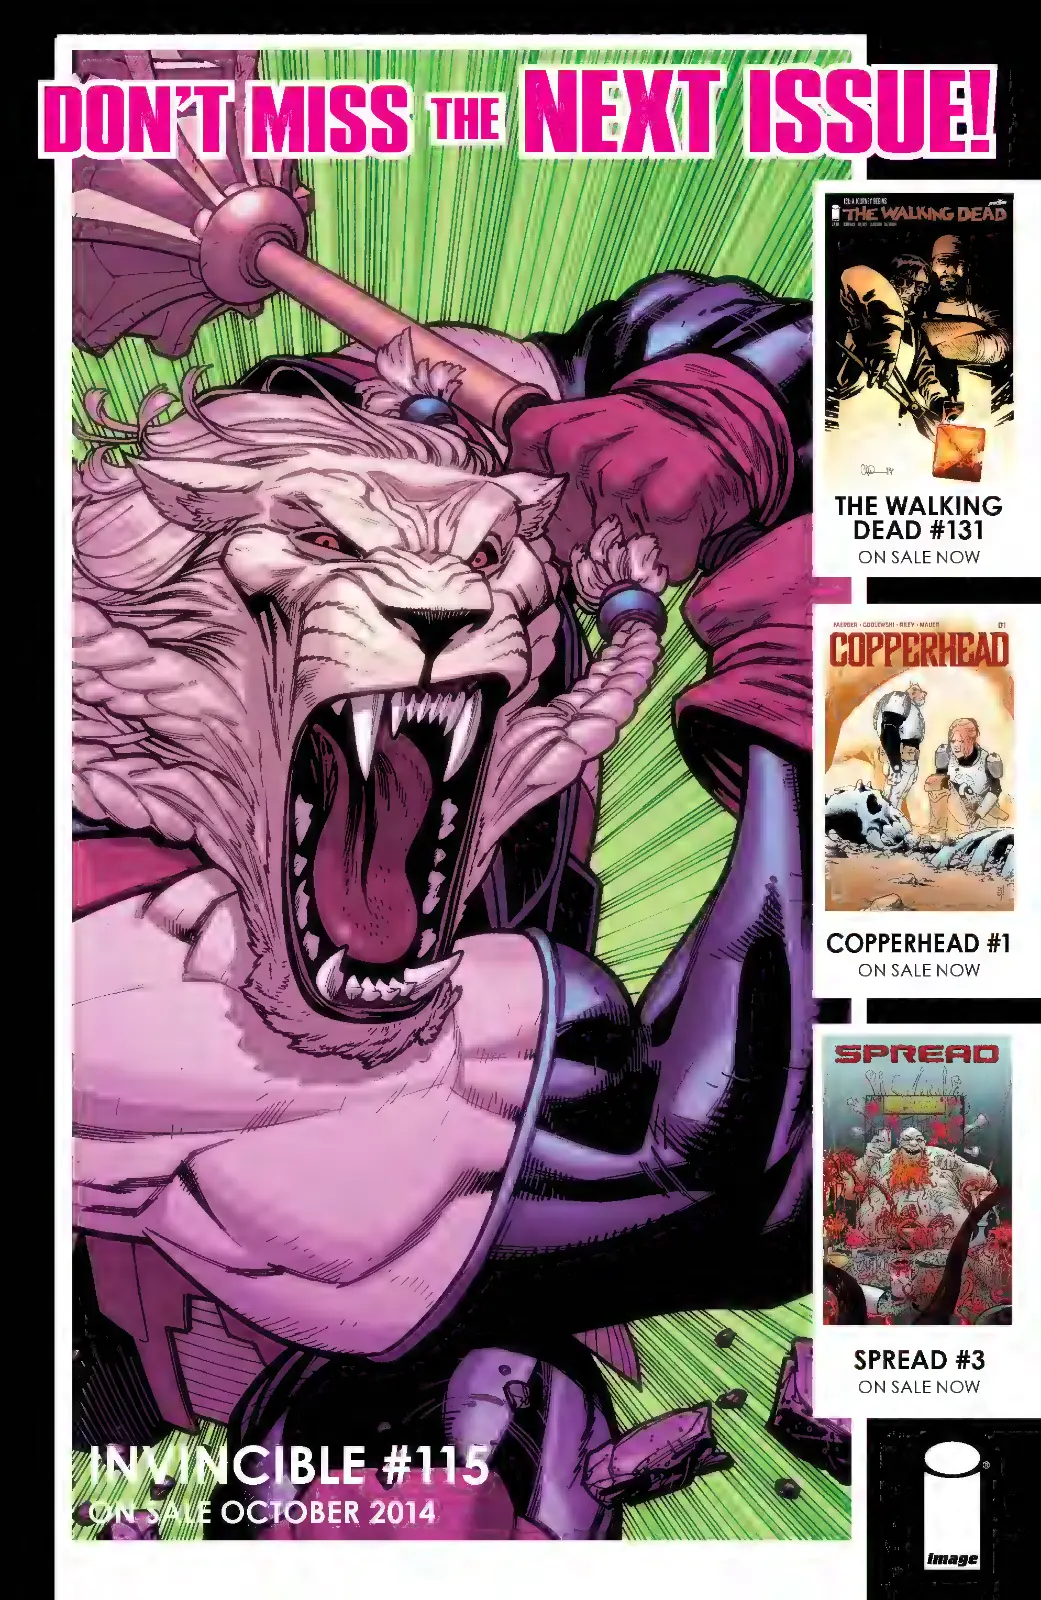 DON'T MISS THE NEXT ISSUE!
THE WALKING DEAD
THE WALKING
DEAD #131
ON SALE NOW
COPPERHEAD
COPPERHEAD #1
ON SALE NOW
SPREAD
SPREAD #3
ON SALE NOW
INVINCIBLE #115
ON SALE OCTOBER 2014
image